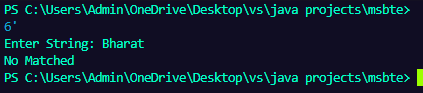 PS C:\Users\Admin\OneDrive\Desktop\vs\java projects\msbte>
6'
Enter String: Bharat
No Matched
PS C:\Users\Admin\OneDrive\Desktop\vs\java projects\msbte>